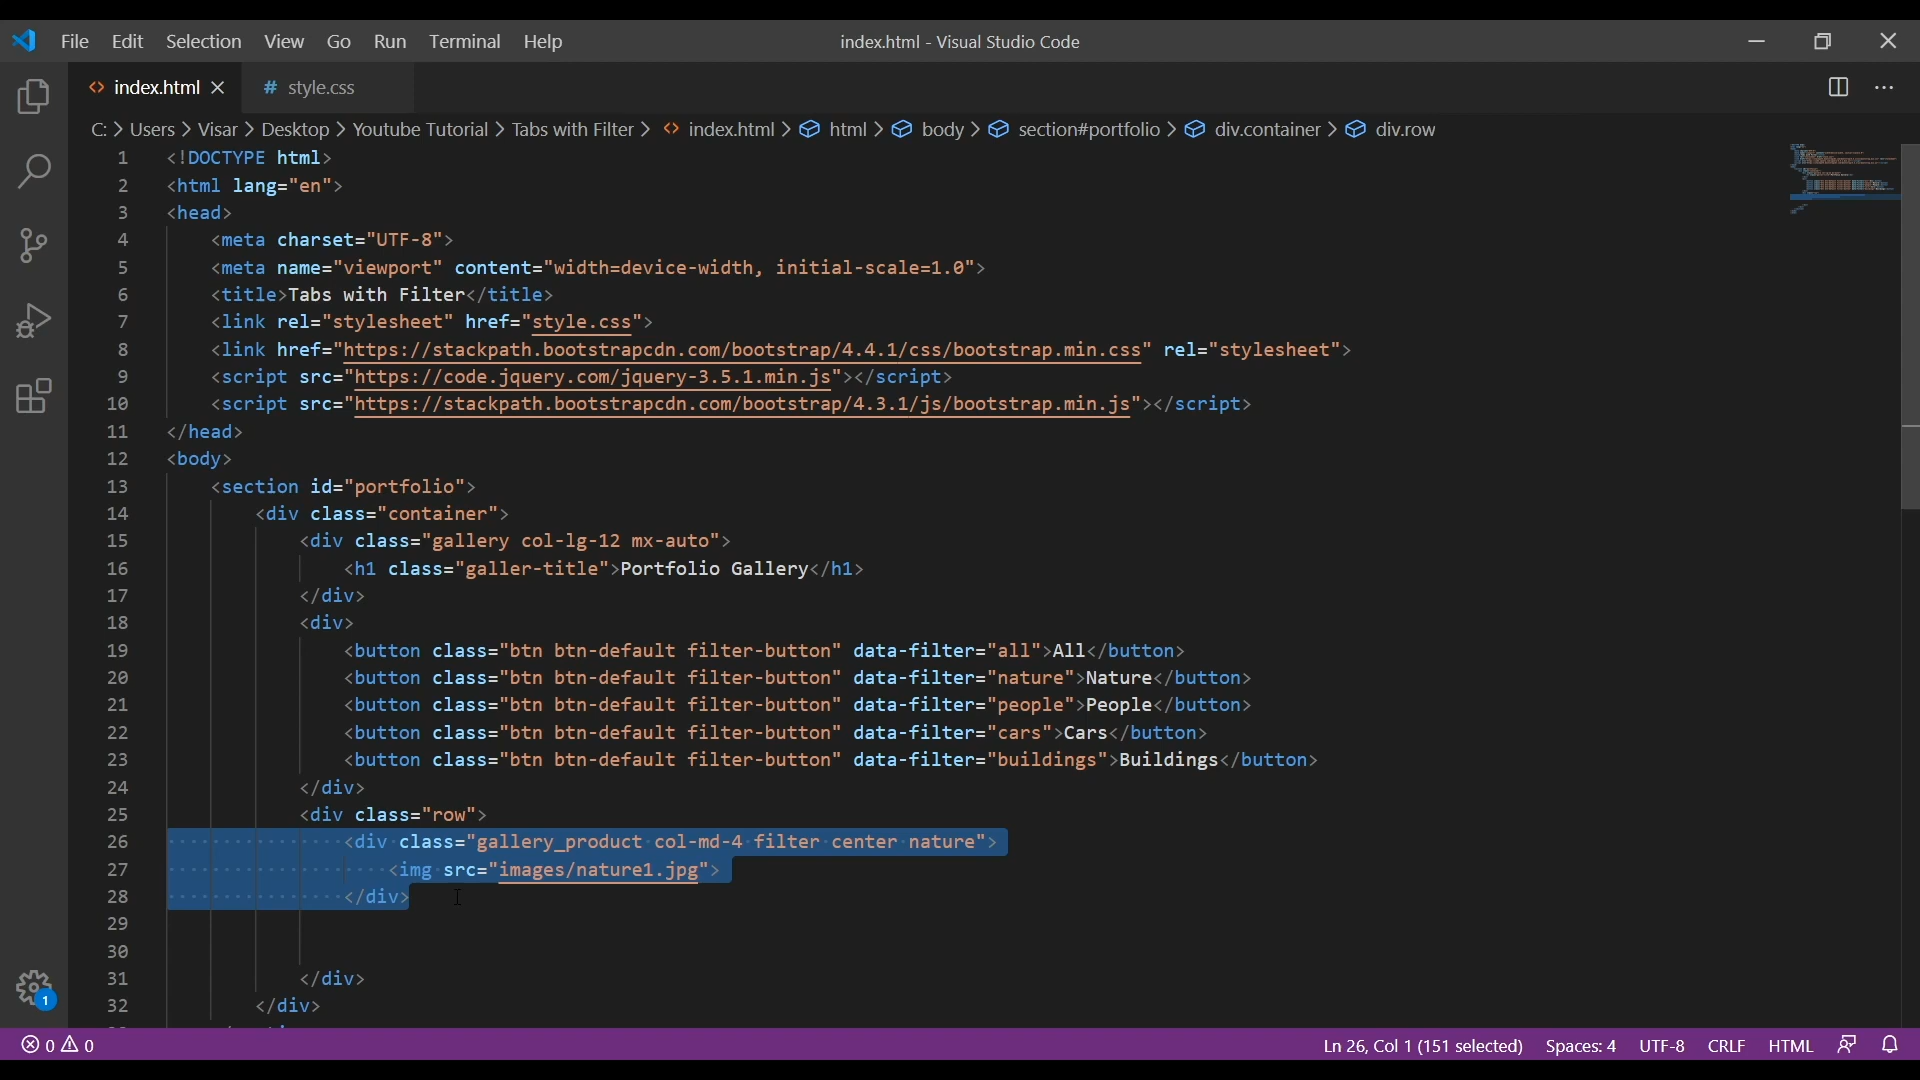 File Edit Selection View Go Run Terminal Help index.html - Visual Studio Code
index.html # style.css
C: > Users > Visar > Desktop > Youtube Tutorial > Tabs with Filter > index.html > html > body > section#portfolio > div.container > div.row
1 <!DOCTYPE html>
2 <html lang="en">
3 <head>
4 <meta charset="UTF-8">
5 <meta name="viewport" content="width=device-width, initial-scale=1.0">
6 <title>Tabs with Filter</title>
7 <link rel="stylesheet" href="style.css">
8 <link href="https://stackpath.bootstrapcdn.com/bootstrap/4.4.1/css/bootstrap.min.css" rel="stylesheet">
9 <script src="https://code.jquery.com/jquery-3.5.1.min.js"></script>
10 <script src="https://stackpath.bootstrapcdn.com/bootstrap/4.3.1/js/bootstrap.min.js"></script>
11 </head>
12 <body>
13 <section id="portfolio">
14 <div class="container">
15 <div class="gallery col-lg-12 mx-auto">
16 <h1 class="galler-title">Portfolio Gallery</h1>
17 </div>
18 <div>
19 <button class="btn btn-default filter-button" data-filter="all">All</button>
20 <button class="btn btn-default filter-button" data-filter="nature">Nature</button>
21 <button class="btn btn-default filter-button" data-filter="people">People</button>
22 <button class="btn btn-default filter-button" data-filter="cars">Cars</button>
23 <button class="btn btn-default filter-button" data-filter="buildings">Buildings</button>
24 </div>
25 <div class="row">
26 <div class="gallery_product col-md-4 filter center nature">
27 <img src="images/nature1.jpg">
28 </div>
29
30
31 </div>
32 </div>
1
0 0 Ln 26, Col 1 (151 selected) Spaces: 4 UTF-8 CRLF HTML